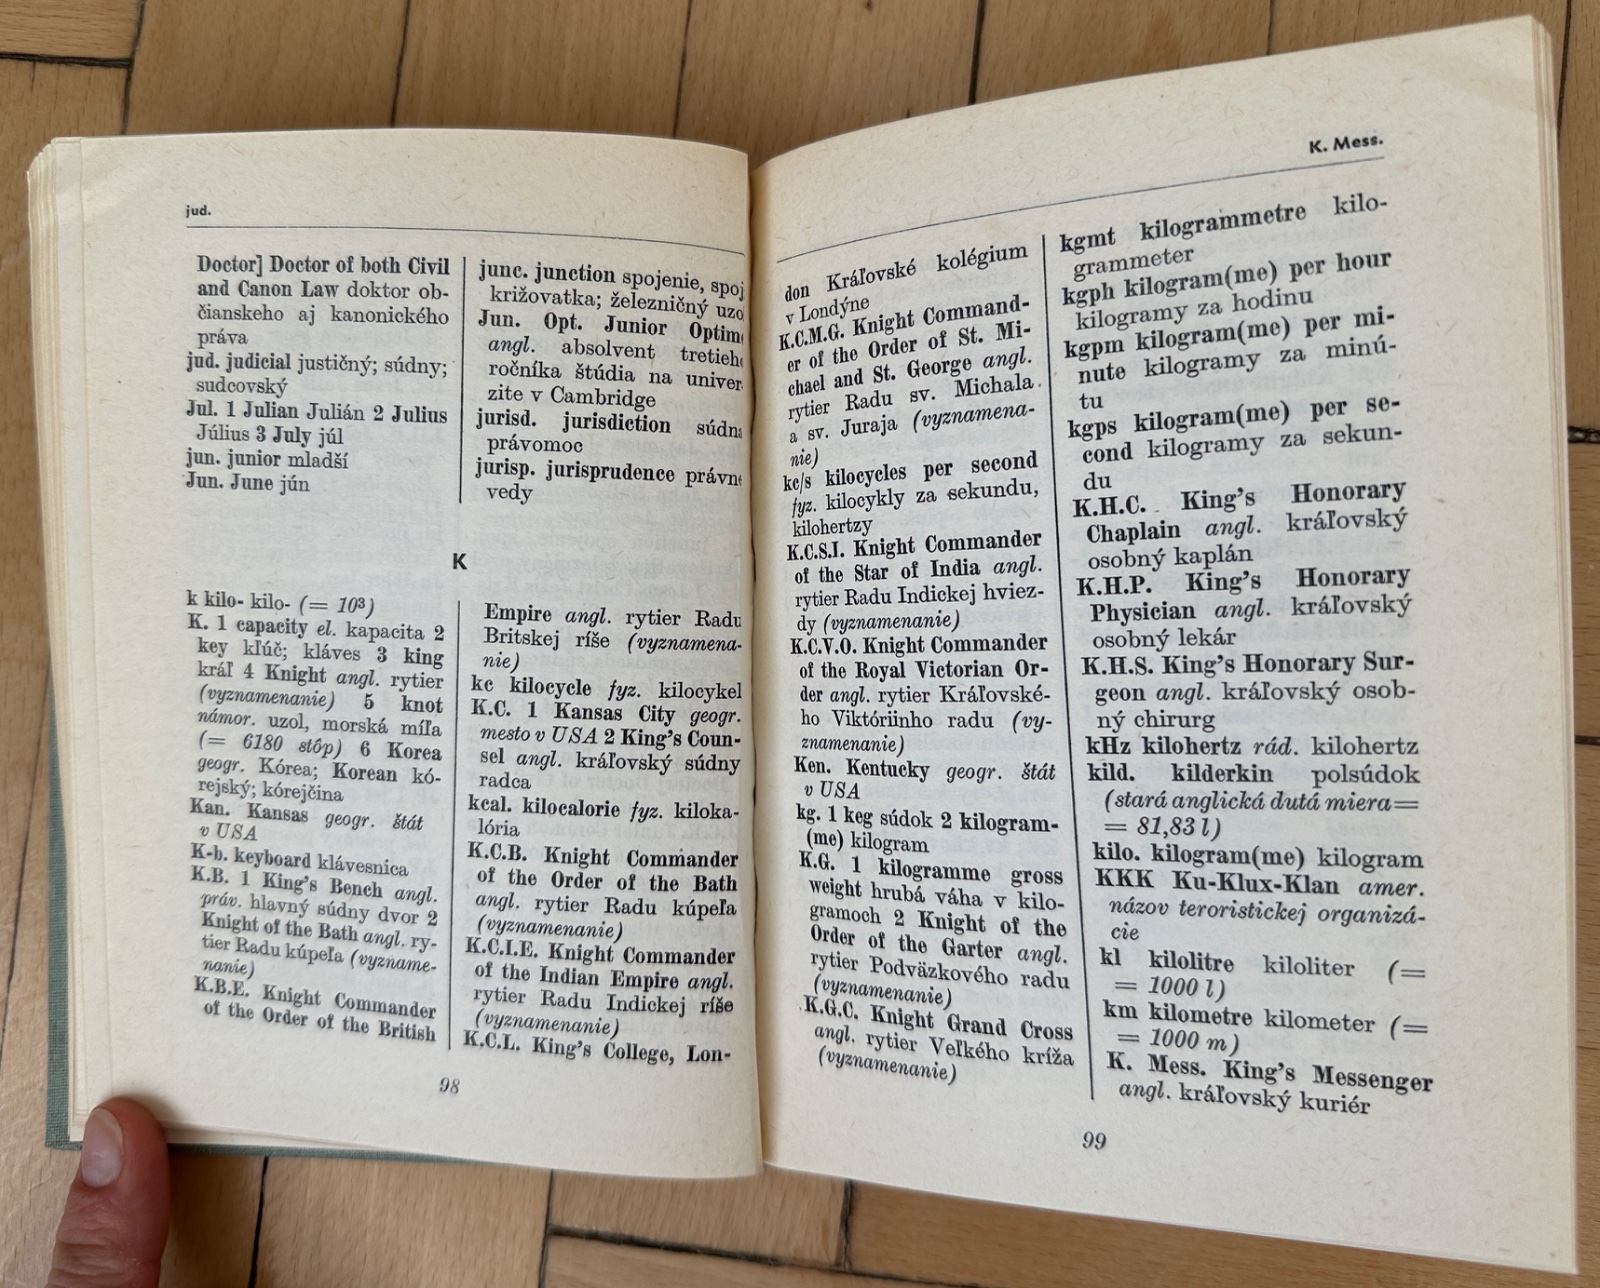 jud.
Doctor] Doctor of both Civil
and Canon Law doktor ob-
čianskeho aj kanonického
práva
jud. judicial justičný; súdny;
sudcovský
Jul. 1 Julian Julián 2 Julius
Július 3 July júl
jun. junior mladší
Jun. June jún
junc. junction spojenie, spoj
križovatka; železničný uzo
Jun. Opt. Junior Optim
angl. absolvent tretieh
ročníka štúdia na univer
zite v Cambridge
jurisd. jurisdiction súdn
právomoc
jurisp. jurisprudence právn
vedy
K
k kilo- kilo- (= 10³)
K. 1 capacity el. kapacita 2
key kľúč; kláves 3 king
kráľ 4 Knight angl. rytier
(vyznamenanie) 5 knot
námor. uzol, morská míľa
(= 6180 stôp) 6 Korea
geogr. Kórea; Korean kó-
rejský; kórejčina
Kan. Kansas geogr. štát
v USA
K-b. keyboard klávesnica
K.B. 1 King's Bench angl.
práv. hlavný súdny dvor 2
Knight of the Bath angl. ry-
tier Radu kúpeľa (vyzname-
nanie)
K.B.E. Knight Commander
of the Order of the British
Empire angl. rytier Radu
Britskej ríše (vyznamena-
nie)
kc kilocycle fyz. kilocykel
K.C. 1 Kansas City geogr.
mesto v USA 2 King's Coun-
sel angl. kráľovský súdny
radca
kcal. kilocalorie fyz. kiloka-
lória
K.C.B. Knight Commander
of the Order of the Bath
angl. rytier Radu kúpeľa
(vyznamenanie)
K.C.I.E. Knight Commander
of the Indian Empire angl.
rytier Radu Indickej ríše
(vyznamenanie)
K.C.L. King's College, Lon-
98
K. Mess.
don Kráľovské kolégium
v Londýne
K.C.M.G. Knight Command-
er of the Order of St. Mi-
chael and St. George angl.
rytier Radu sv. Michala
a sv. Juraja (vyznamena-
nie)
kc/s kilocycles per second
fyz. kilocykly za sekundu,
kilohertzy
K.C.S.I. Knight Commander
of the Star of India angl.
rytier Radu Indickej hviez-
dy (vyznamenanie)
K.C.V.O. Knight Commander
of the Royal Victorian Or-
der angl. rytier Kráľovské-
ho Viktóriinho radu (vy-
znamenanie)
Ken. Kentucky geogr. štát
v USA
kg. 1 keg súdok 2 kilogram-
(me) kilogram
K.G. 1 kilogramme gross
weight hrubá váha v kilo-
gramoch 2 Knight of the
Order of the Garter angl.
rytier Podväzkového radu
(vyznamenanie)
K.G.C. Knight Grand Cross
angl. rytier Veľkého kríža
(vyznamenanie)
kgmt kilogrammetre kilo-
grammeter
kgph kilogram(me) per hour
kilogramy za hodinu
kgpm kilogram(me) per mi-
nute kilogramy za minú-
tu
kgps kilogram(me) per se-
cond kilogramy za sekun-
du
K.H.C. King's Honorary
Chaplain angl. kráľovský
osobný kaplán
K.H.P. King's Honorary
Physician angl. kráľovský
osobný lekár
K.H.S. King's Honorary Sur-
geon angl. kráľovský osob-
ný chirurg
kHz kilohertz rád. kilohertz
kild. kilderkin polsúdok
(stará anglická dutá miera=
= 81,83 l)
kilo. kilogram(me) kilogram
KKK Ku-Klux-Klan amer.
názov teroristickej organizá-
cie
kl kilolitre kiloliter (=
= 1000 l)
km kilometre kilometer (=
= 1000 m)
K. Mess. King's Messenger
angl. kráľovský kuriér
99